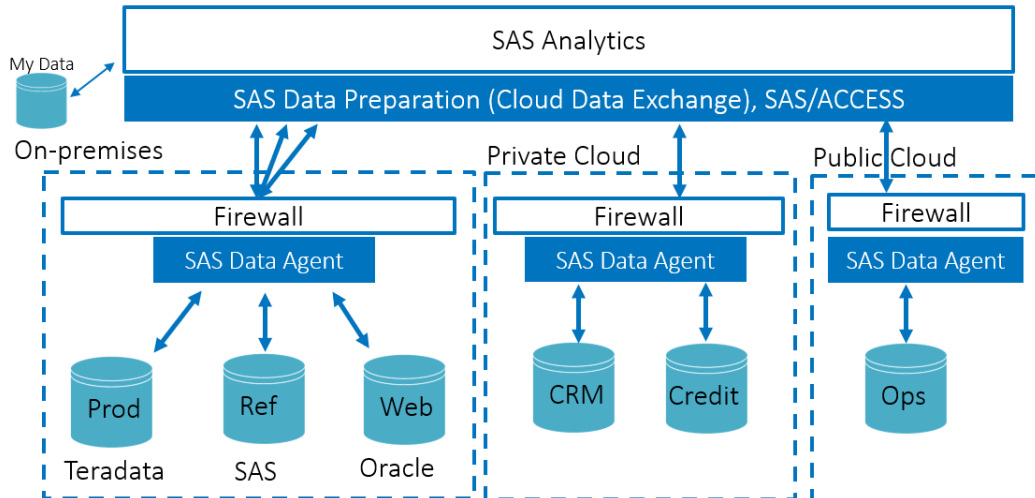 SAS Analytics
My Data
SAS Data Preparation (Cloud Data Exchange), SAS/ACCESS
On-premises
Private Cloud
Public Cloud
Firewall
Firewall
Firewall
SAS Data Agent
SAS Data Agent
SAS Data Agent
Prod
Ref
Web
CRM
Credit
Ops
Teradata
SAS
Oracle